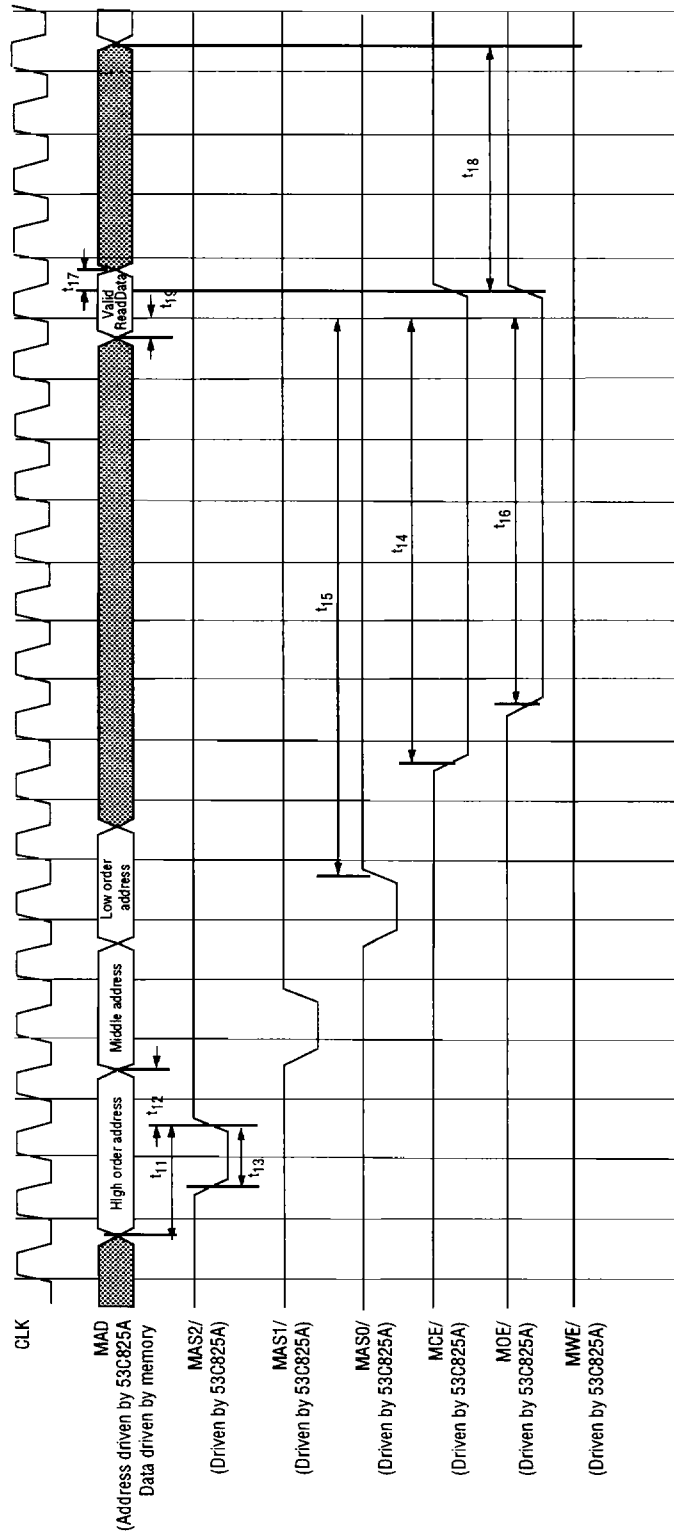 CLK
MAD
(Address driven by 53C825A
Data driven by memory
High order address
Middle address
Low order
address
Valid
ReadData
MAS2/
(Driven by 53C825A)
MAS1/
(Driven by 53C825A)
MAS0/
(Driven by 53C825A)
MCE/
(Driven by 53C825A)
MOE/
(Driven by 53C825A)
MWE/
(Driven by 53C825A)
t11
t12
t13
t15
t14
t16
t17
t19
t18